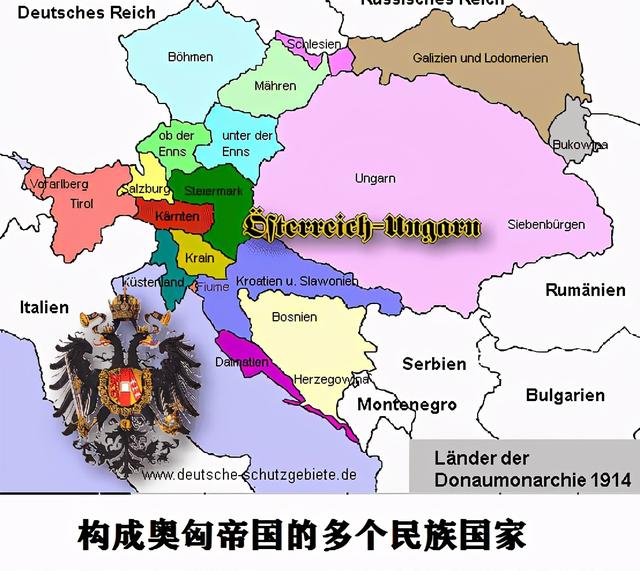 Deutsches Reich
Russisches Reich
Schlesien
Böhmen
Galizien und Lodomerien
Mähren
ob der
Enns
unter der
Enns
Bukowina
Vorarlberg
Tirol
Salzburg
Steiermark
Ungarn
Kärnten
Österreich-Ungarn
Siebenbürgen
Krain
Küstenland
Fiume
Kroatien u. Slawonien
Italien
Rumänien
Bosnien
Dalmatien
Herzegowina
Serbien
Montenegro
Bulgarien
Länder der
Donaumonarchie 1914
www.deutsche-schutzgebiete.de
构成奥匈帝国的多个民族国家